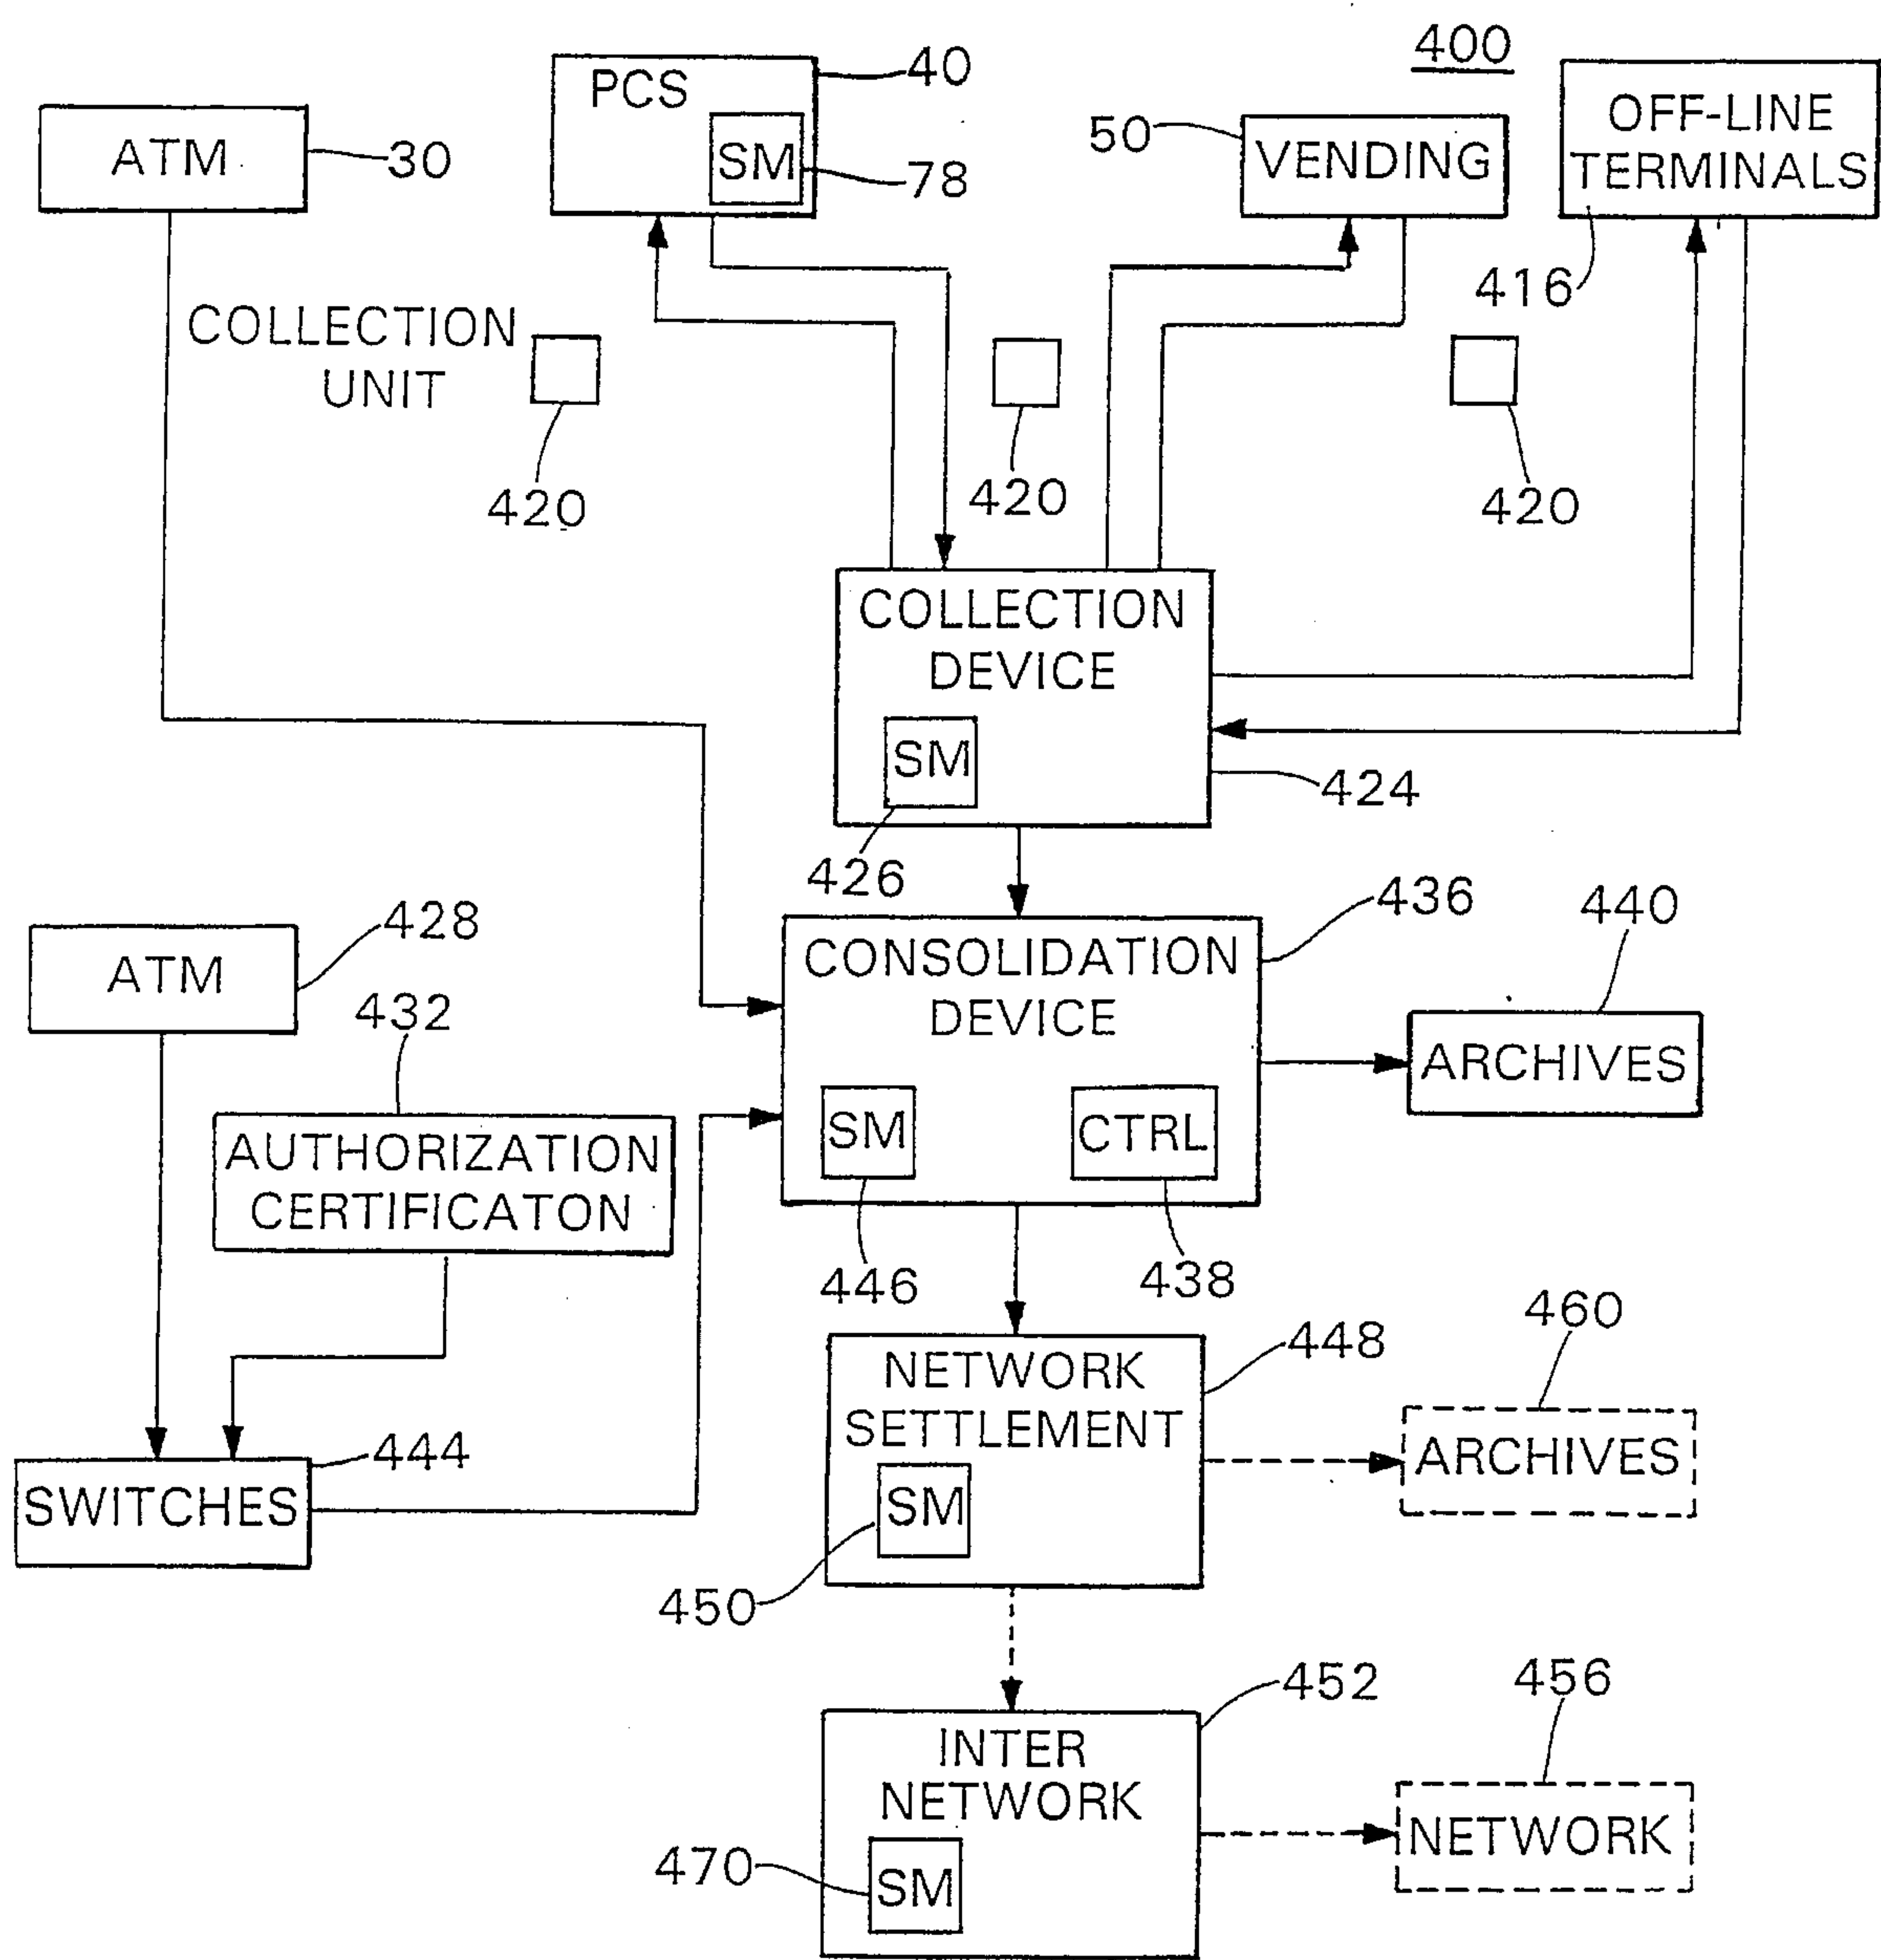 400
PCS
40
SM
78
ATM
30
50
VENDING
OFF-LINE
TERMINALS
416
COLLECTION
UNIT
420
420
420
COLLECTION
DEVICE
SM
424
426
428
ATM
432
AUTHORIZATION
CERTIFICATON
436
CONSOLIDATION
DEVICE
SM
CTRL
446
438
440
ARCHIVES
444
SWITCHES
448
NETWORK
SETTLEMENT
SM
450
460
ARCHIVES
452
INTER
NETWORK
SM
470
456
NETWORK